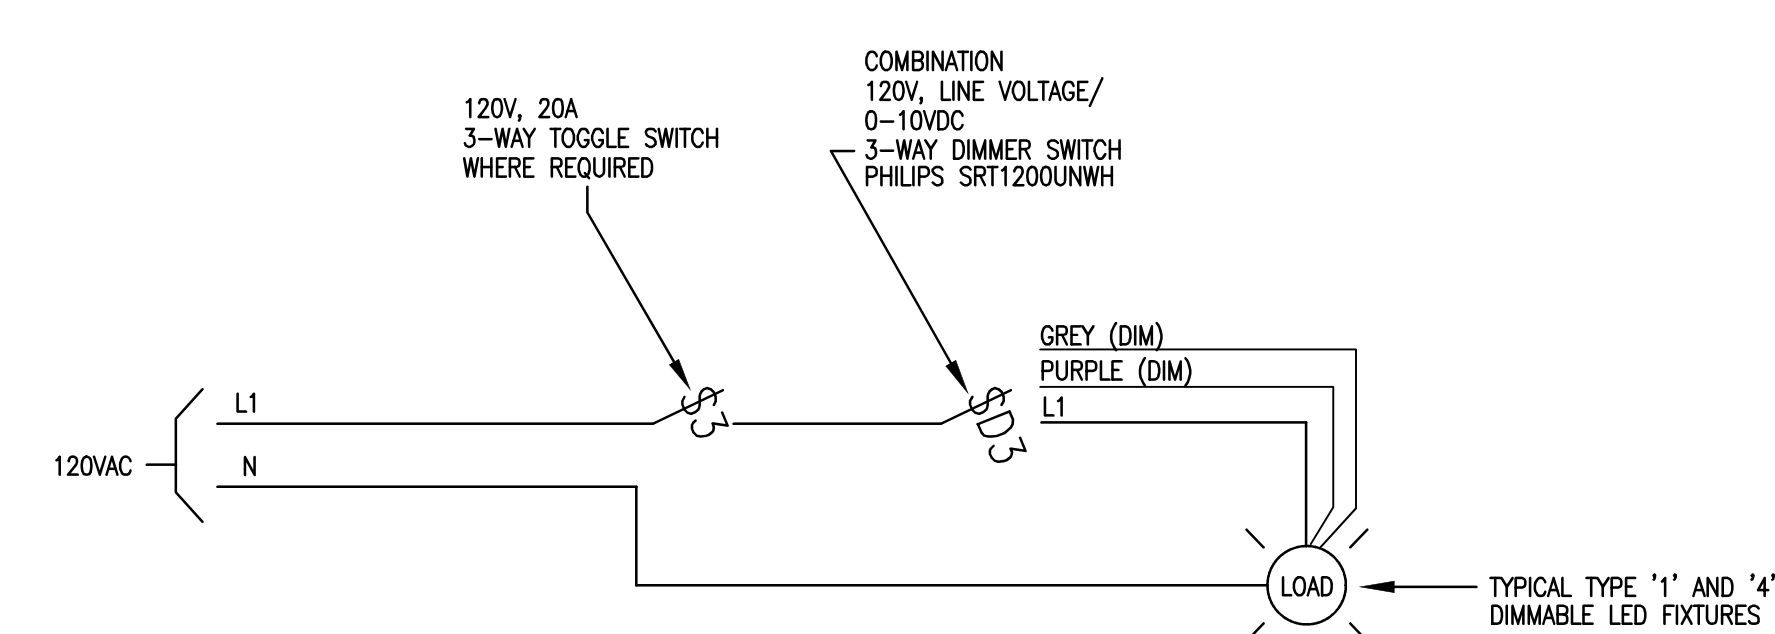 COMBINATION
120V, LINE VOLTAGE/
0-10VDC
3-WAY DIMMER SWITCH
PHILIPS SRT1200UNWH
120V, 20A
3-WAY TOGGLE SWITCH
WHERE REQUIRED
GREY (DIM)
PURPLE (DIM)
L1
L1
S3
SD3
120VAC
N
LOAD
TYPICAL TYPE '1' AND '4'
DIMMABLE LED FIXTURES